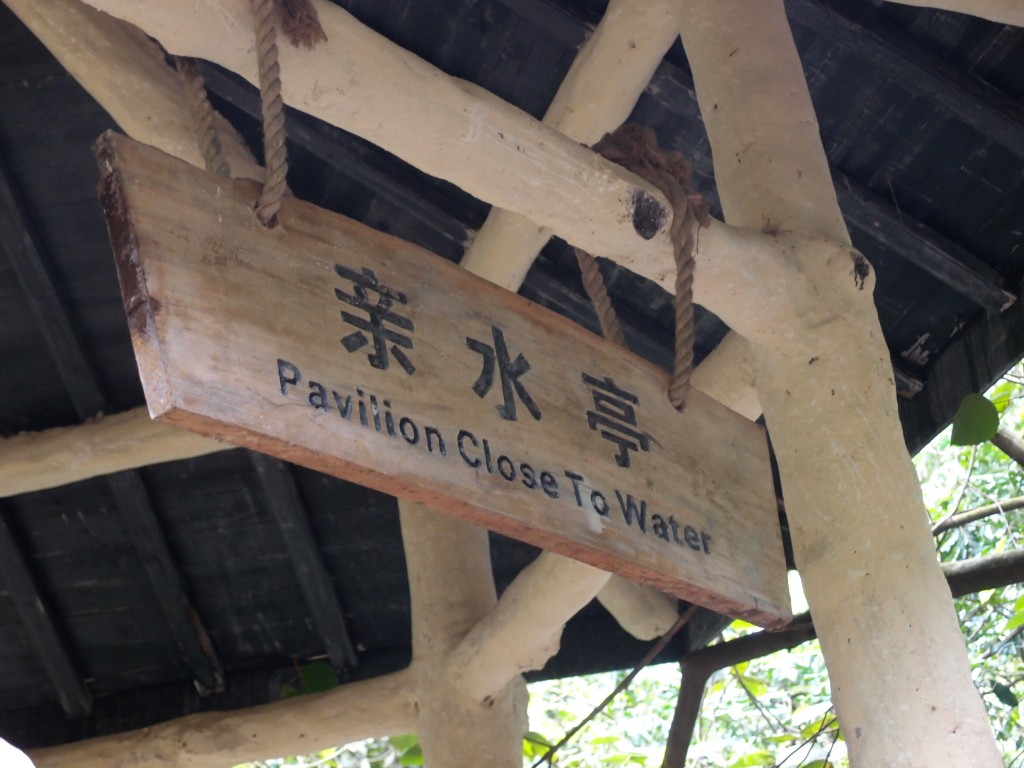 亲水亭
Pavilion Close To Water